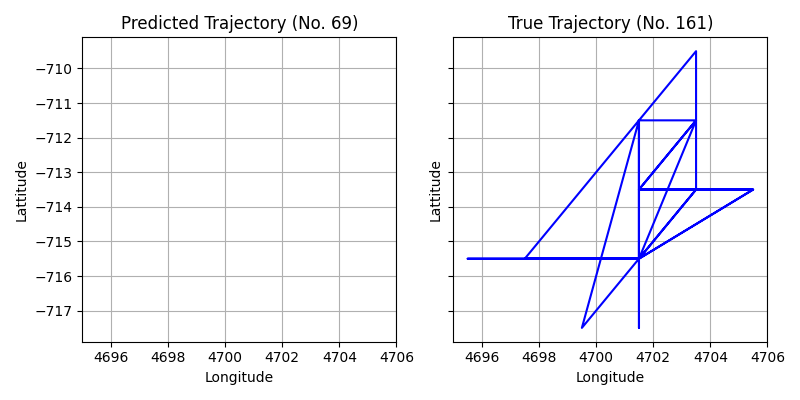 Predicted Trajectory (No. 69)
True Trajectory (No. 161)
−710
−711
−712
−713
−714
−715
−716
−717
Lattitude
Lattitude
4696 4698 4700 4702 4704 4706
4696 4698 4700 4702 4704 4706
Longitude
Longitude